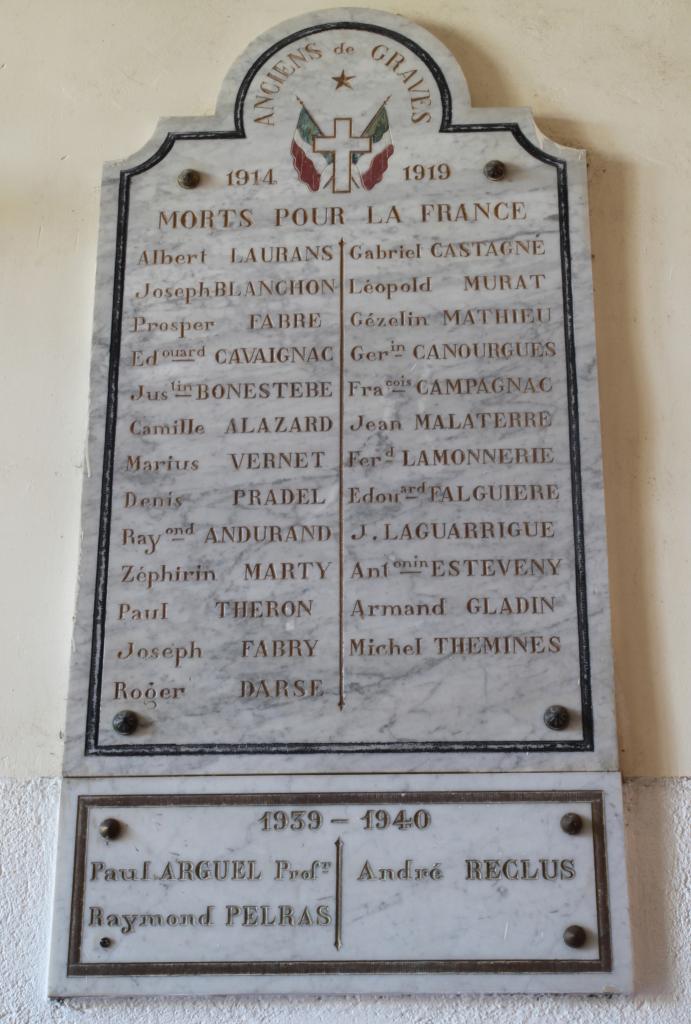 ANCIENS de GRAVES
1914 1919
MORTS POUR LA FRANCE
Albert LAURANS
Joseph BLANCHON
Prosper FABRE
Edouard CAVAIGNAC
Justin BONESTEBE
Camille ALAZARD
Marius VERNET
Denis PRADEL
Rayond ANDURAND
Zéphirin MARTY
Paul THERON
Joseph FABRY
Roger DARSE
Gabriel CASTAGNÉ
Léopold MURAT
Gézelin MATHIEU
Gerin CANOURGUES
Fracois CAMPAGNAC
Jean MALATERRE
Ferd LAMONNERIE
Edouard FALGUIERE
J. LAGUARRIGUE
Antonin ESTEVENY
Armand GLADIN
Michel THEMINES
1939 - 1940
Paul ARGUEL Profr
Raymond PELRAS
André RECLUS